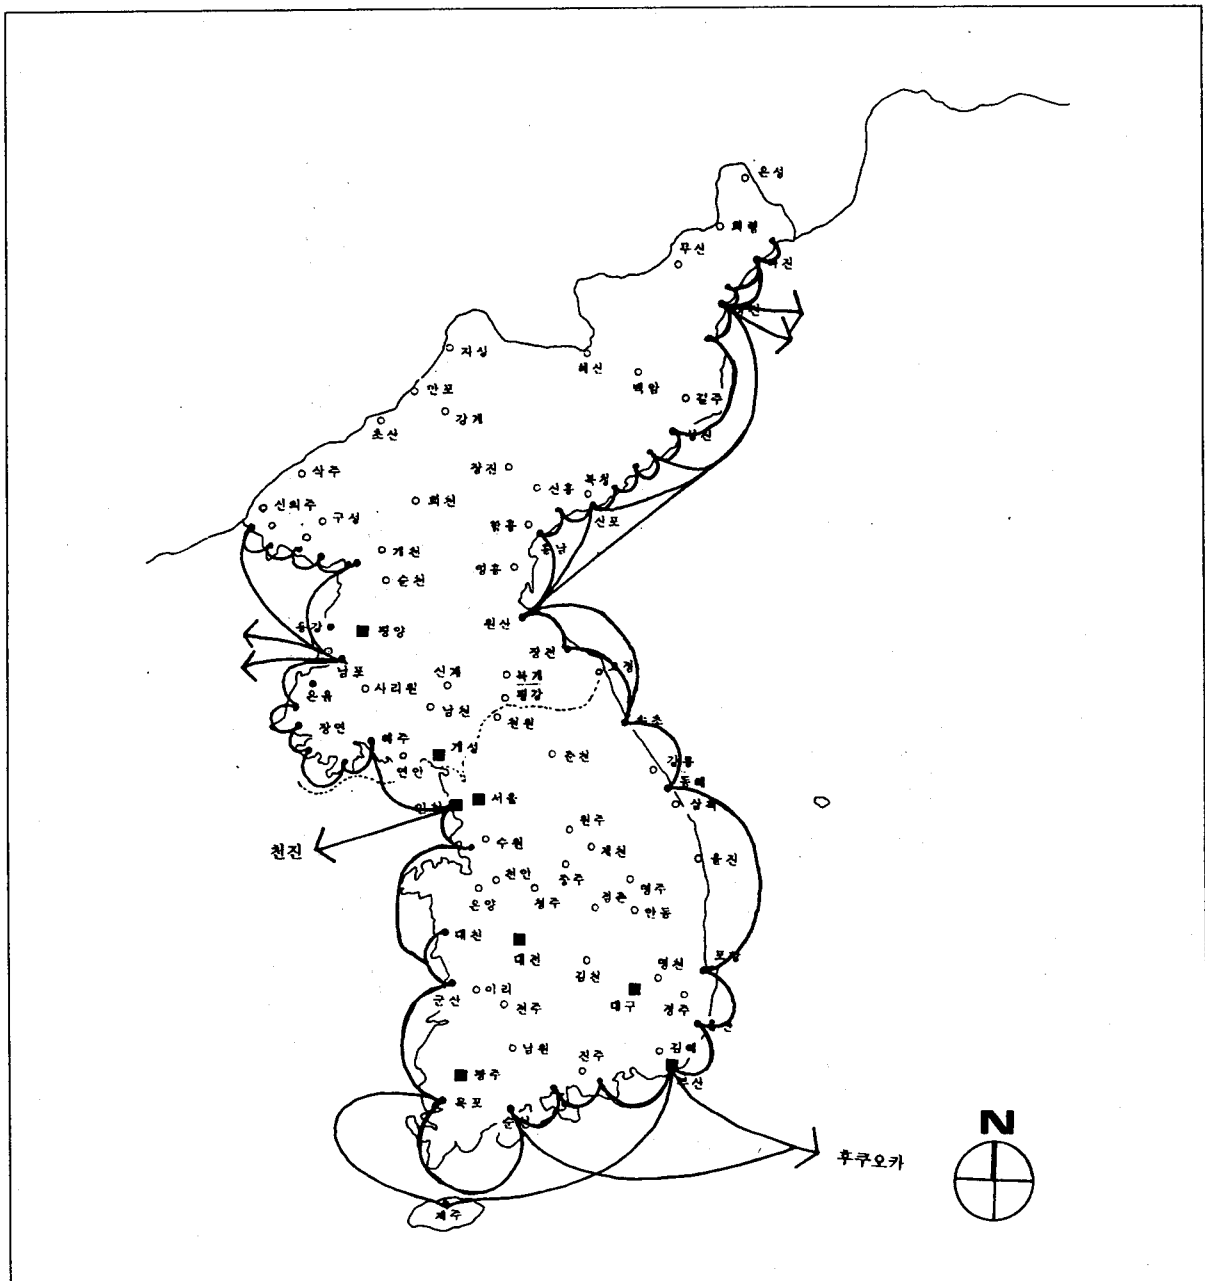 온성
회령
무산
자성
혜산
만포
백암
길주
강계
초산
성진
삭주
장진
북청
신흥
신의주
희천
구성
신포
함흥
흥남
개천
영흥
순천
원산
평양
장전
남포
신계
복계
사리원
평강
은율
남천
철원
속초
장연
해주
개성
춘천
강릉
연안
동해
서울
인천
원주
수원
제천
천진
울진
천안
충주
영주
온양
청주
점촌
안동
대천
포항
대전
영천
김천
이리
군산
대구
경주
전주
남원
김해
진주
광주
부산
목포
순천
N
후쿠오카
제주